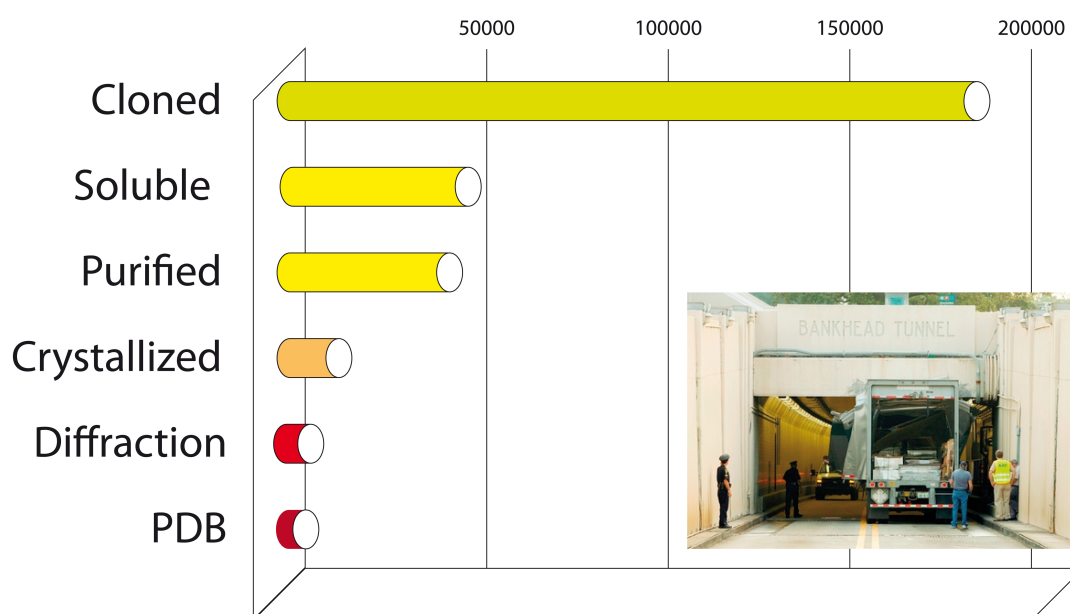 50000 100000 150000 200000
Cloned
Soluble
Purified
Crystallized
Diffraction
PDB
BANKHEAD TUNNEL